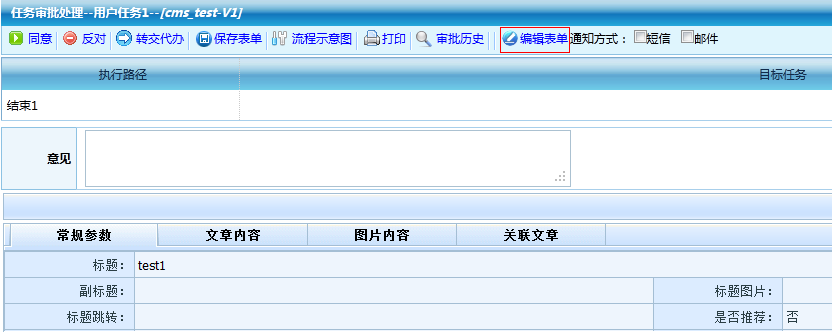 任务审批处理--用户任务1--[cms_test-V1]
同意 反对 转交代办 保存表单 流程示意图 打印 审批历史 编辑表单 通知方式： 短信 邮件
执行路径 目标任务
结束1
意见
常规参数 文章内容 图片内容 关联文章
标题： test1
副标题： 标题图片：
标题跳转： 是否推荐： 否